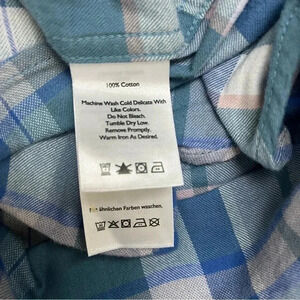 100% Cotton
Machine Wash Cold Delicate With
Like Colors.
Do Not Bleach.
Tumble Dry Low.
Remove Promptly.
Warm Iron As Desired.
ähnlichen Farben waschen.